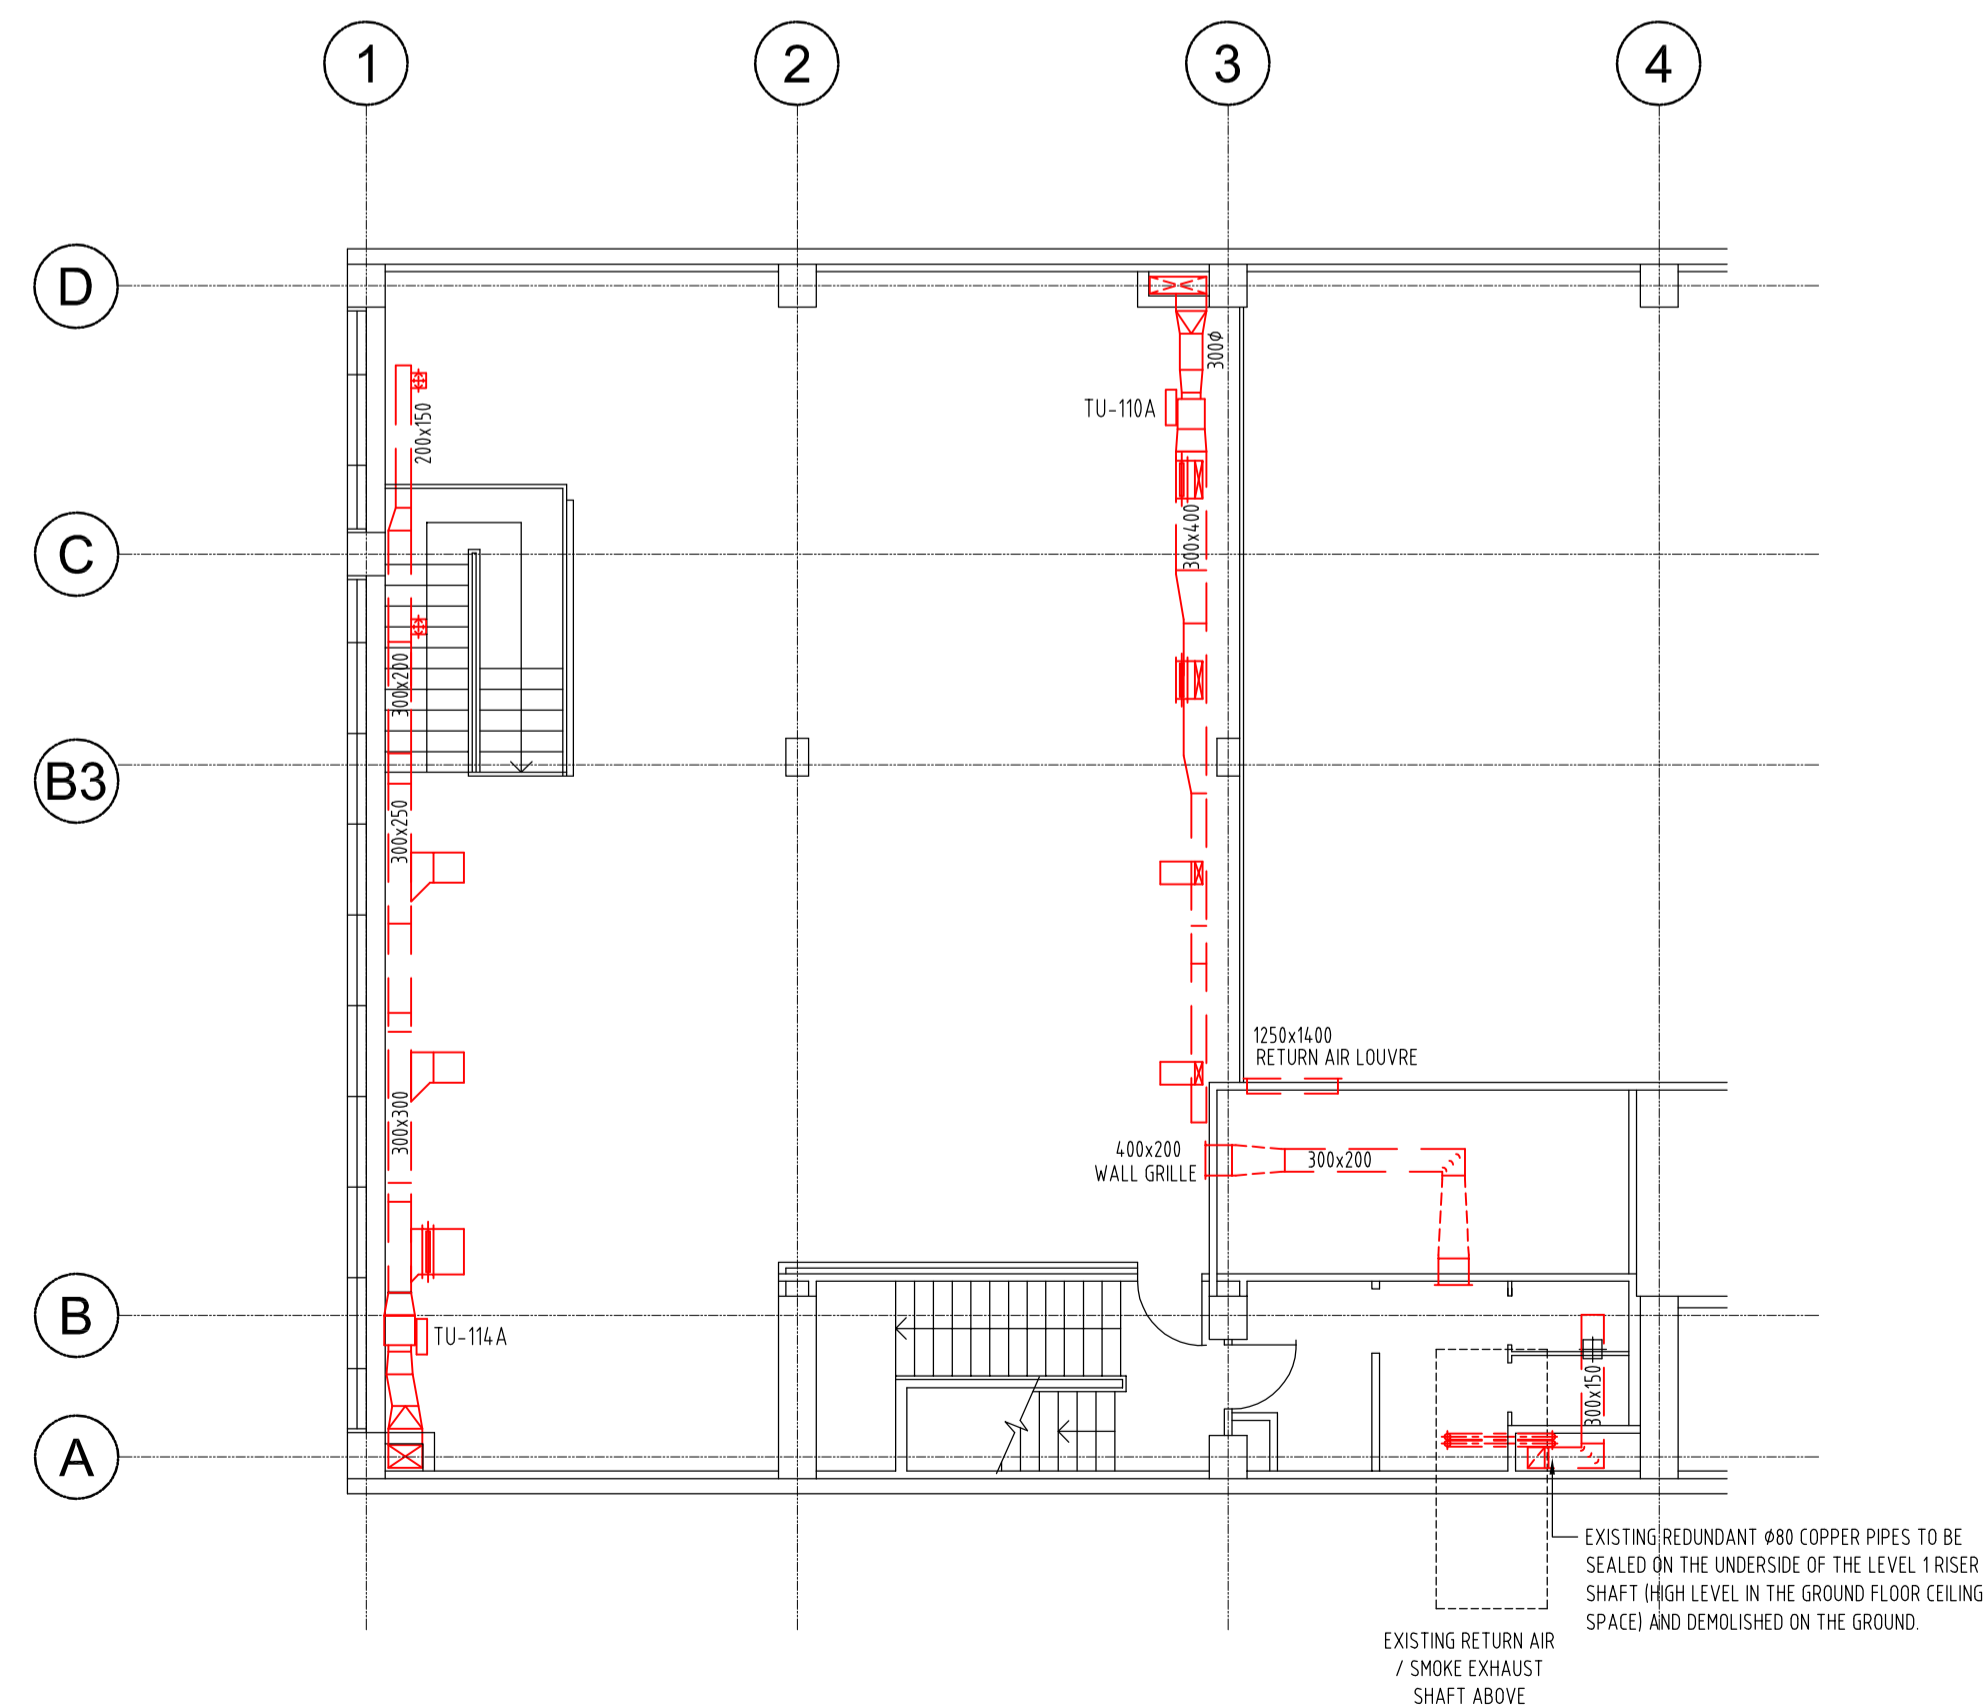 1
2
3
4
D
C
B3
B
A
300ϕ
TU-110A
200x150
300x400
300x200
300x250
1250x1400
RETURN AIR LOUVRE
300x300
400x200
WALL GRILLE
300x200
TU-114A
300x150
EXISTING REDUNDANT ϕ80 COPPER PIPES TO BE
SEALED ON THE UNDERSIDE OF THE LEVEL 1 RISER
SHAFT (HIGH LEVEL IN THE GROUND FLOOR CEILING
SPACE) AND DEMOLISHED ON THE GROUND.
EXISTING RETURN AIR
/ SMOKE EXHAUST
SHAFT ABOVE